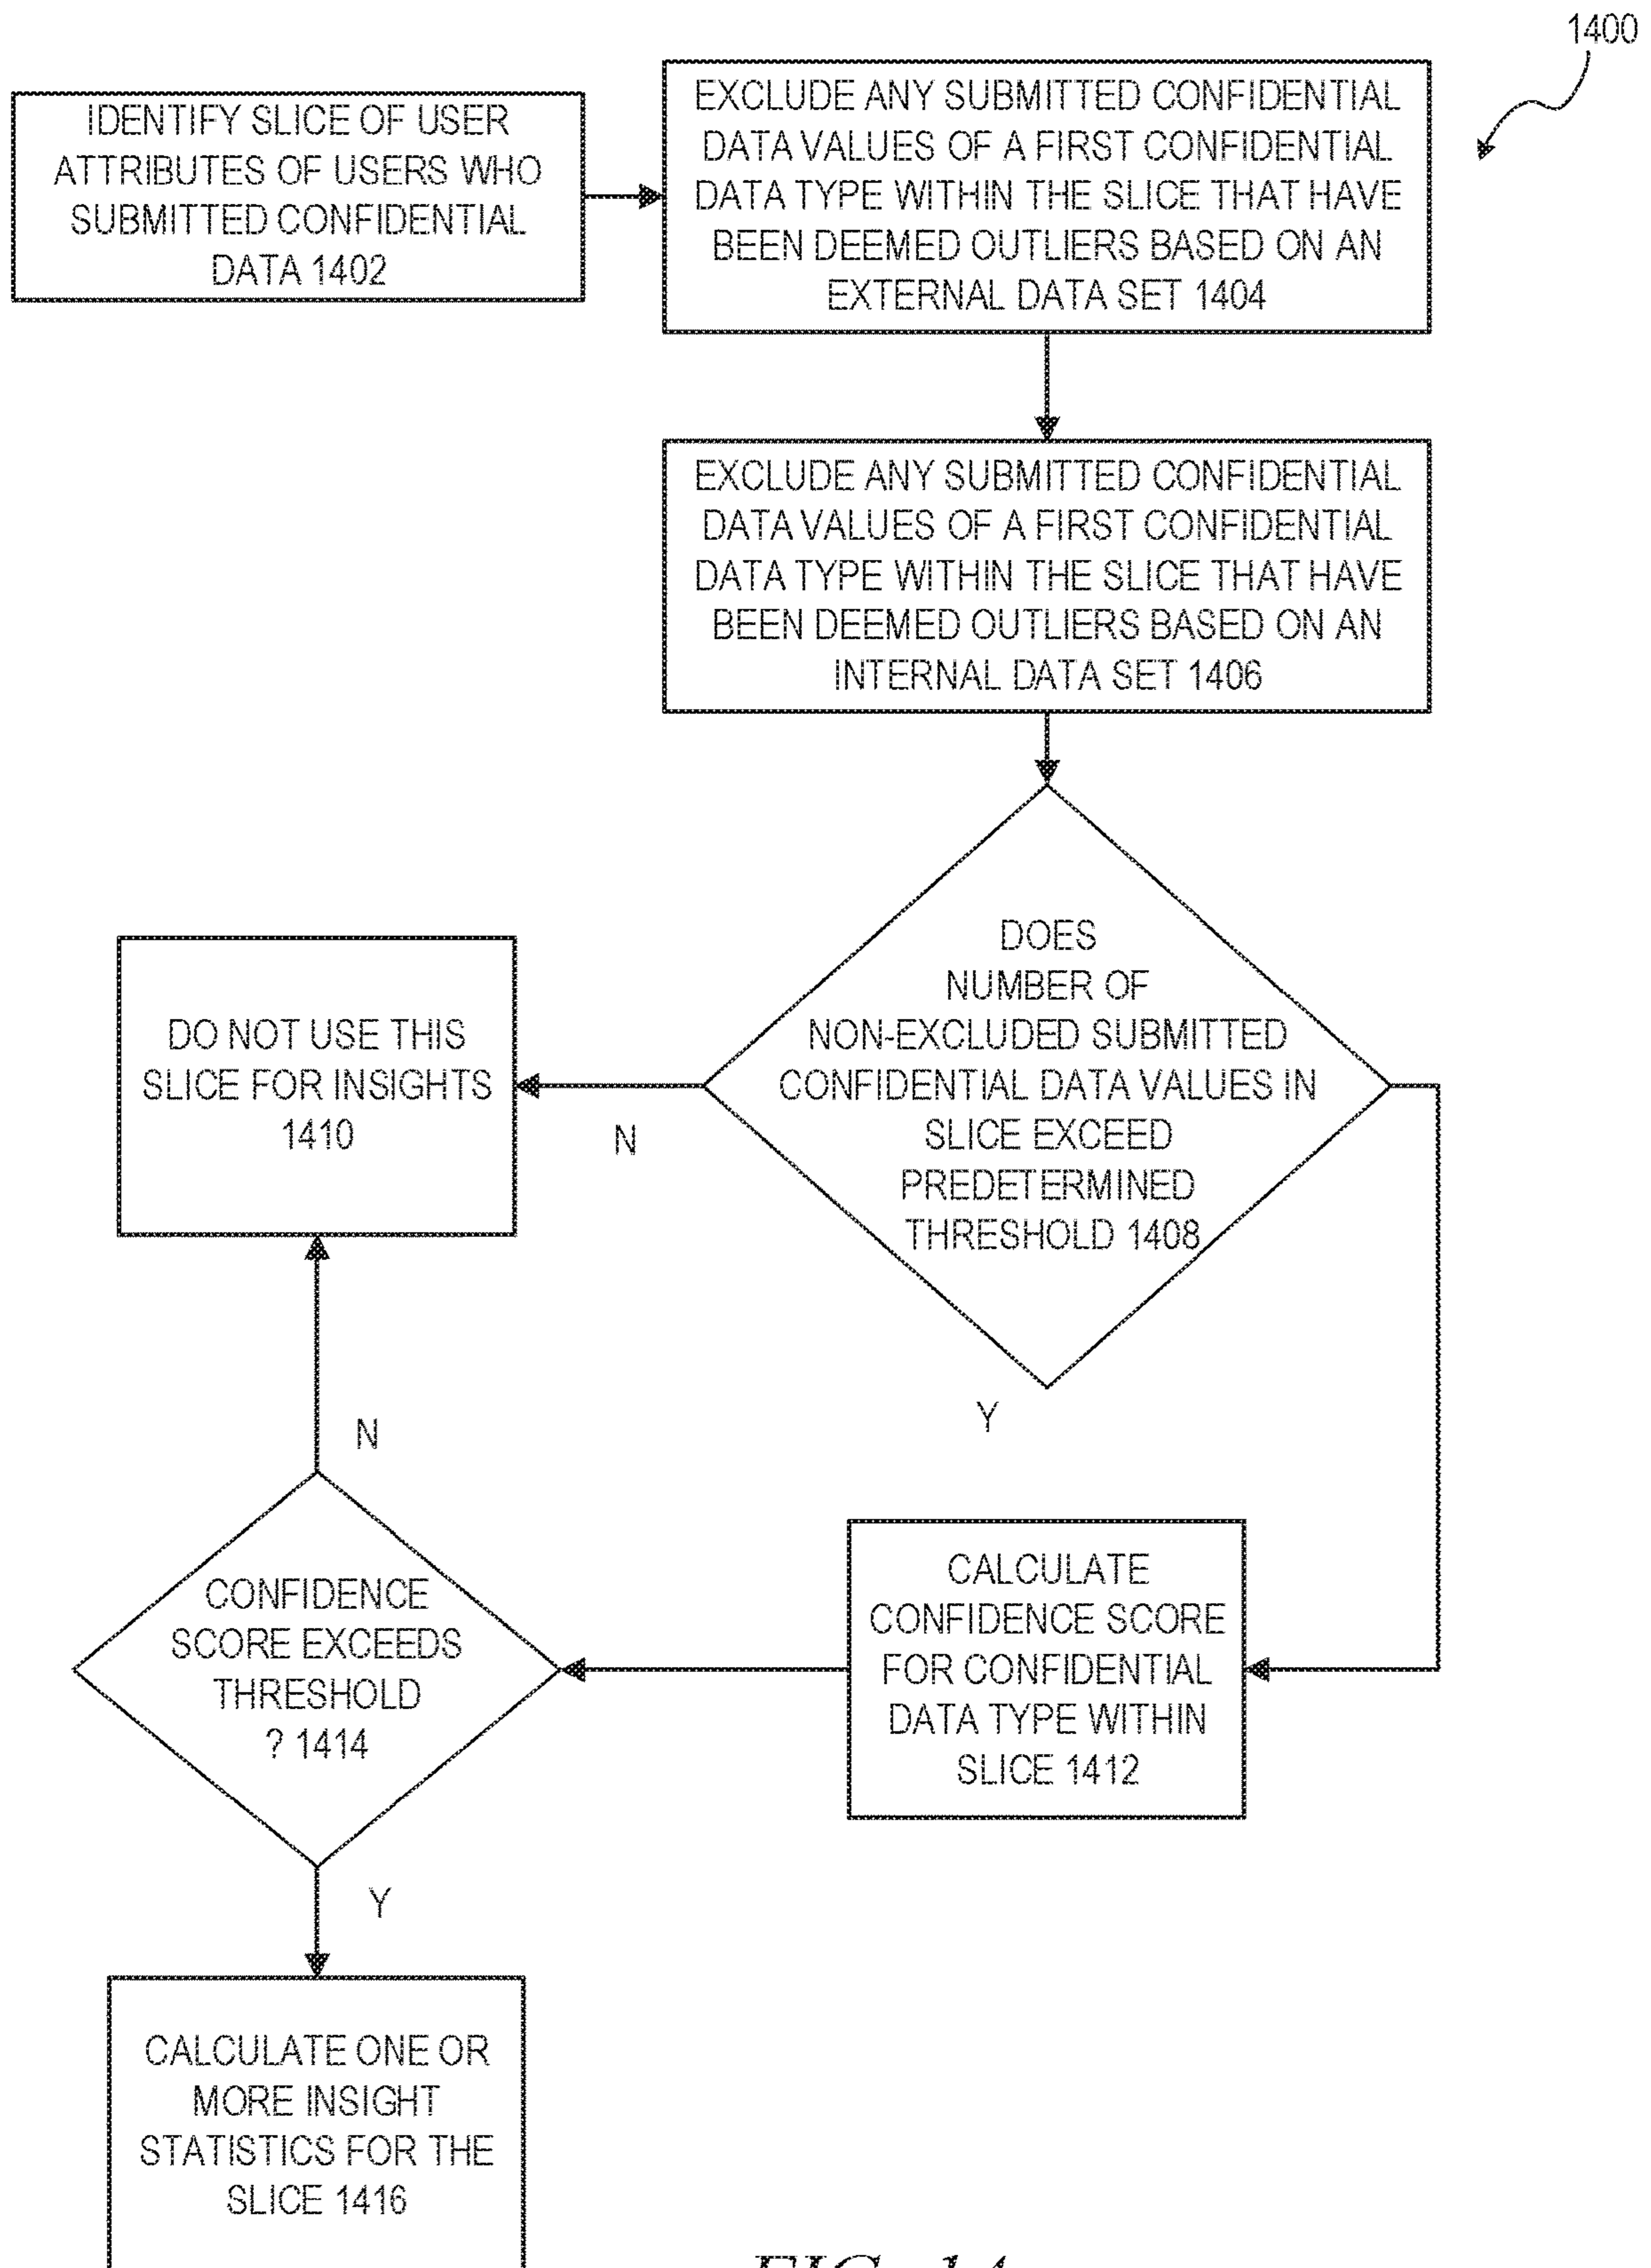 1400
IDENTIFY SLICE OF USER
ATTRIBUTES OF USERS WHO
SUBMITTED CONFIDENTIAL
DATA 1402
EXCLUDE ANY SUBMITTED CONFIDENTIAL
DATA VALUES OF A FIRST CONFIDENTIAL
DATA TYPE WITHIN THE SLICE THAT HAVE
BEEN DEEMED OUTLIERS BASED ON AN
EXTERNAL DATA SET 1404
EXCLUDE ANY SUBMITTED CONFIDENTIAL
DATA VALUES OF A FIRST CONFIDENTIAL
DATA TYPE WITHIN THE SLICE THAT HAVE
BEEN DEEMED OUTLIERS BASED ON AN
INTERNAL DATA SET 1406
DOES
NUMBER OF
NON-EXCLUDED SUBMITTED
CONFIDENTIAL DATA VALUES IN
SLICE EXCEED
PREDETERMINED
THRESHOLD 1408
N
DO NOT USE THIS
SLICE FOR INSIGHTS
1410
Y
CALCULATE
CONFIDENCE SCORE
FOR CONFIDENTIAL
DATA TYPE WITHIN
SLICE 1412
N
CONFIDENCE
SCORE EXCEEDS
THRESHOLD
? 1414
Y
CALCULATE ONE OR
MORE INSIGHT
STATISTICS FOR THE
SLICE 1416